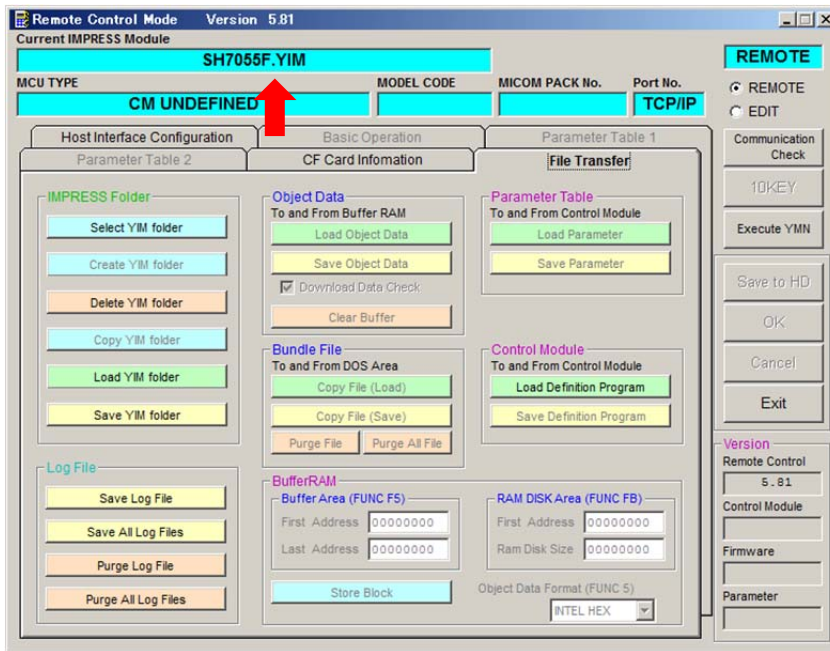 Remote Control Mode Version 5.81
Current IMPRESS Module
SH7055F.YIM
REMOTE
MCU TYPE
MODEL CODE
MICOM PACK No.
Port No.
CM UNDEFINED
TCP/IP
REMOTE
EDIT
Host Interface Configuration
Basic Operation
Parameter Table 1
Parameter Table 2
CF Card Infomation
File Transfer
Communication
Check
10KEY
Execute YMN
Save to HD
OK
Cancel
Exit
IMPRESS Folder
Select YIM folder
Create YIM folder
Delete YIM folder
Copy YIM folder
Load YIM folder
Save YIM folder
Log File
Save Log File
Save All Log Files
Purge Log File
Purge All Log Files
Object Data
To and From Buffer RAM
Load Object Data
Save Object Data
Download Data Check
Clear Buffer
Bundle File
To and From DOS Area
Copy File (Load)
Copy File (Save)
Purge File
Purge All File
Parameter Table
To and From Control Module
Load Parameter
Save Parameter
Control Module
To and From Control Module
Load Definition Program
Save Definition Program
BufferRAM
Buffer Area (FUNC F5)
First Address 00000000
Last Address 00000000
Store Block
RAM DISK Area (FUNC FB)
First Address 00000000
Ram Disk Size 00000000
Object Data Format (FUNC 5)
INTEL HEX
Version
Remote Control
5.81
Control Module
Firmware
Parameter